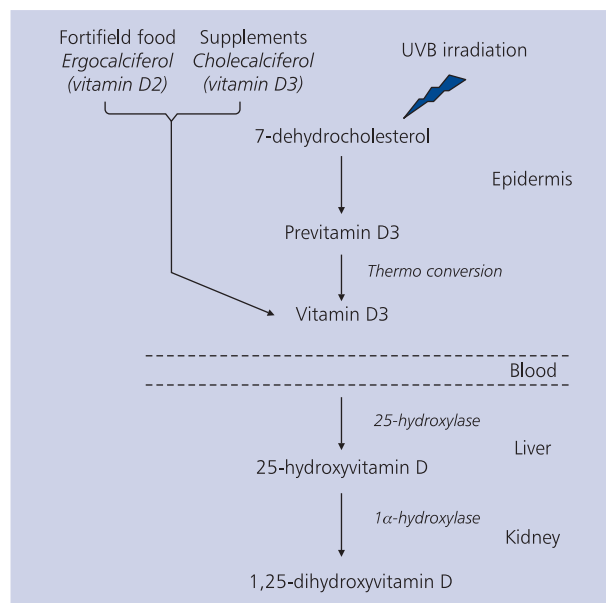 Fortifield food
Ergocalciferol
(vitamin D2)
Supplements
Cholecalciferol
(vitamin D3)
UVB irradiation
7-dehydrocholesterol
Epidermis
Previtamin D3
Thermo conversion
Vitamin D3
Blood
25-hydroxylase
Liver
25-hydroxyvitamin D
1α-hydroxylase
Kidney
1,25-dihydroxyvitamin D